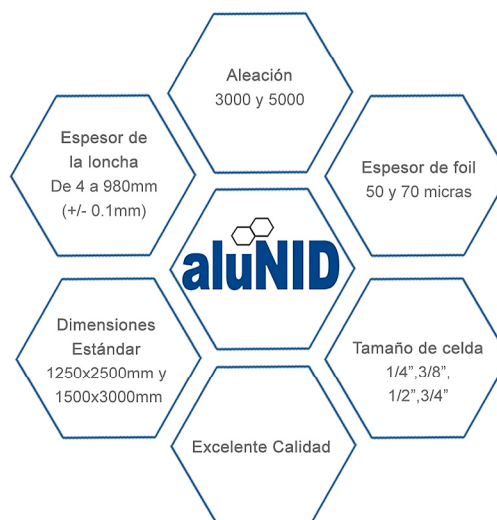 Aleación
3000 y 5000
Espesor de
la loncha
De 4 a 980mm
(+/- 0.1mm)
Espesor de foil
50 y 70 micras
aluNID
Dimensiones
Estándar
1250x2500mm y
1500x3000mm
Tamaño de celda
1/4”,3/8”,
1/2”,3/4”
Excelente Calidad